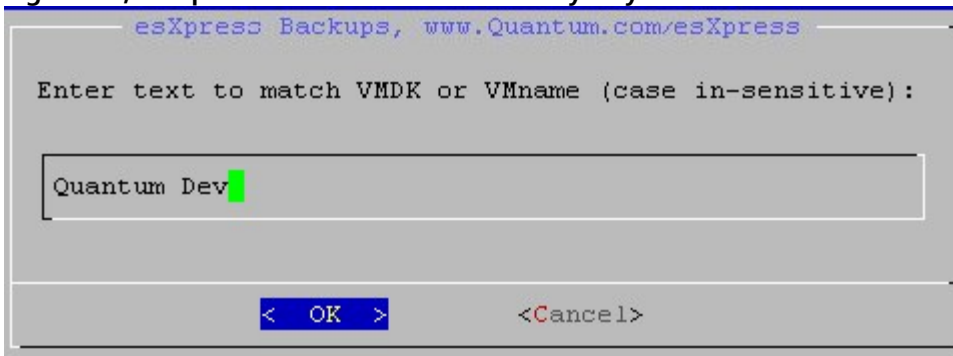 esXpress Backups, www.Quantum.com/esXpress
Enter text to match VMDK or VMname (case in-sensitive):
Quantum Dev
< OK > <Cancel>